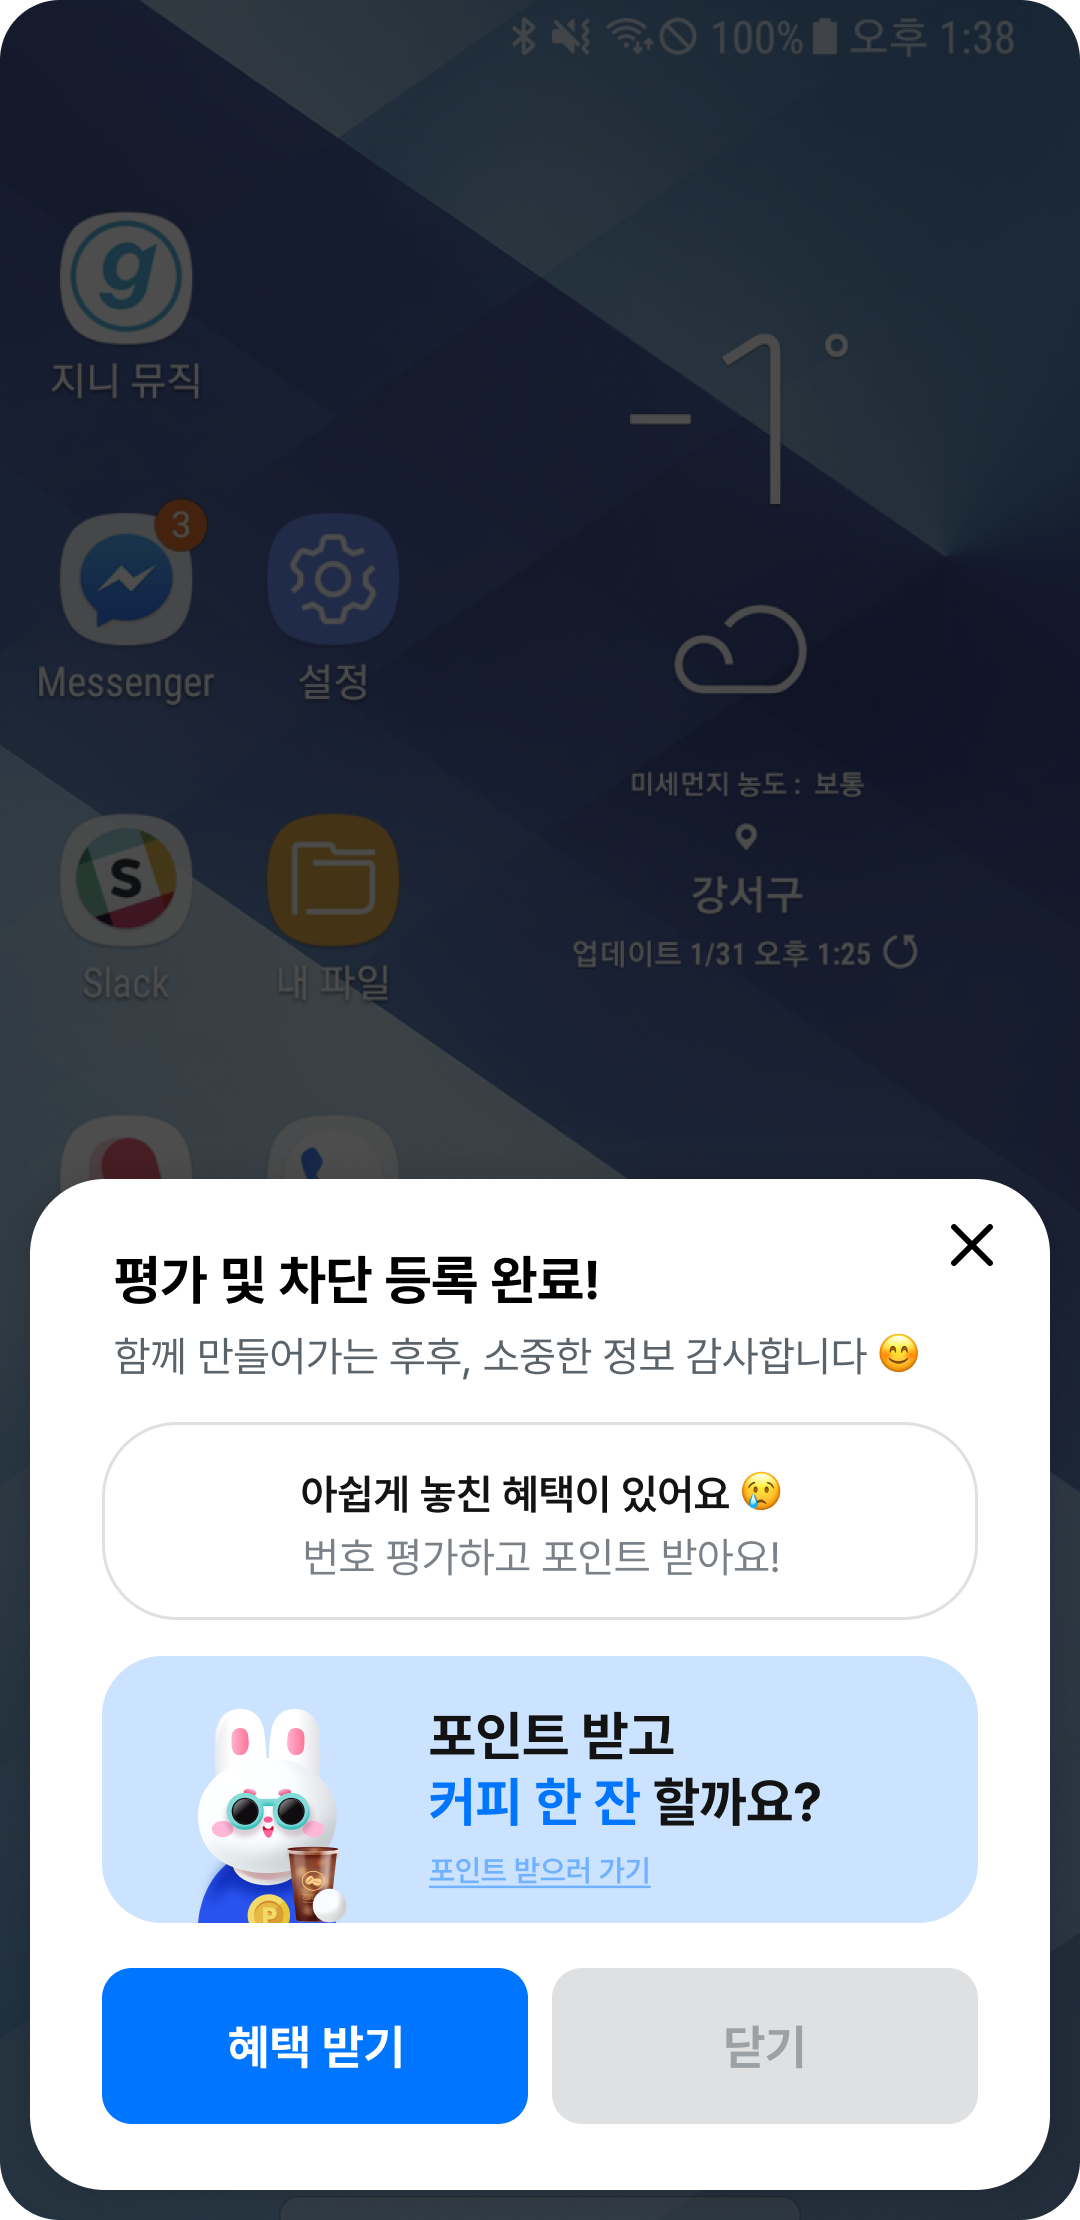 100% 오후 1:38
지니 뮤직
-1°
3
Messenger
설정
미세먼지 농도 : 보통
강서구
업데이트 1/31 오후 1:25
S
Slack
내 파일
평가 및 차단 등록 완료!
함께 만들어가는 후후, 소중한 정보 감사합니다 😊
아쉽게 놓친 혜택이 있어요 😢
번호 평가하고 포인트 받아요!
포인트 받고
커피 한 잔 할까요?
포인트 받으러 가기
P
혜택 받기
닫기